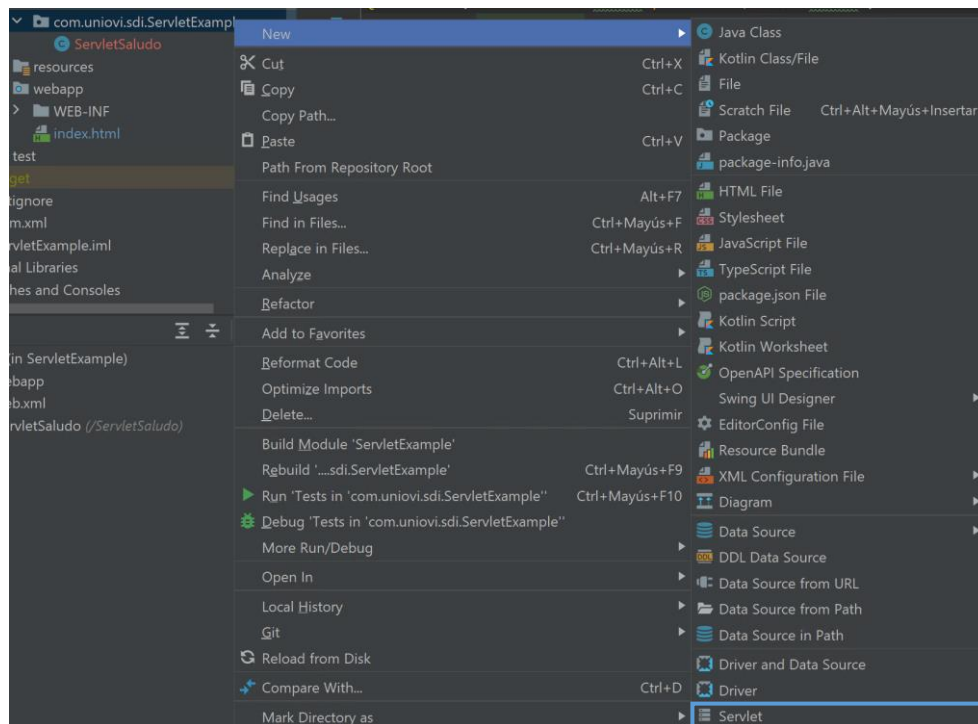 com.uniovi.sdi.ServletExampl
ServletSaludo
resources
webapp
WEB-INF
index.html
test
get
tignore
m.xml
rvletExample.iml
al Libraries
hes and Consoles
(in ServletExample)
ebapp
eb.xml
rvletSaludo (/ServletSaludo)
New
Cut Ctrl+X
Copy Ctrl+C
Copy Path...
Paste Ctrl+V
Path From Repository Root
Find Usages Alt+F7
Find in Files... Ctrl+Mayús+F
Replace in Files... Ctrl+Mayús+R
Analyze
Refactor
Add to Favorites
Reformat Code Ctrl+Alt+L
Optimize Imports Ctrl+Alt+O
Delete... Suprimir
Build Module 'ServletExample'
Rebuild '....sdi.ServletExample' Ctrl+Mayús+F9
Run 'Tests in 'com.uniovi.sdi.ServletExample'' Ctrl+Mayús+F10
Debug 'Tests in 'com.uniovi.sdi.ServletExample''
More Run/Debug
Open In
Local History
Git
Reload from Disk
Compare With... Ctrl+D
Mark Directory as
Java Class
Kotlin Class/File
File
Scratch File Ctrl+Alt+Mayús+Insertar
Package
package-info.java
HTML File
Stylesheet
JavaScript File
TypeScript File
package.json File
Kotlin Script
Kotlin Worksheet
OpenAPI Specification
Swing UI Designer
EditorConfig File
Resource Bundle
XML Configuration File
Diagram
Data Source
DDL Data Source
Data Source from URL
Data Source from Path
Data Source in Path
Driver and Data Source
Driver
Servlet